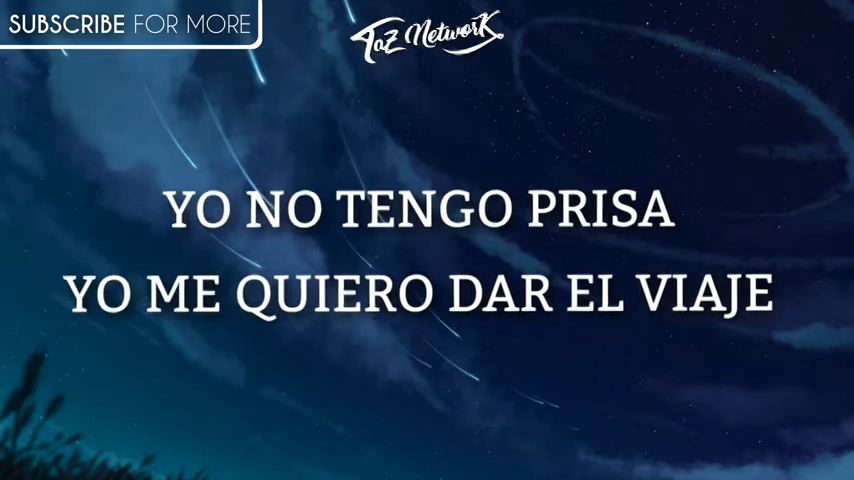 SUBSCRIBE FOR MORE
TaZ NetworK
YO NO TENGO PRISA
YO ME QUIERO DAR EL VIAJE